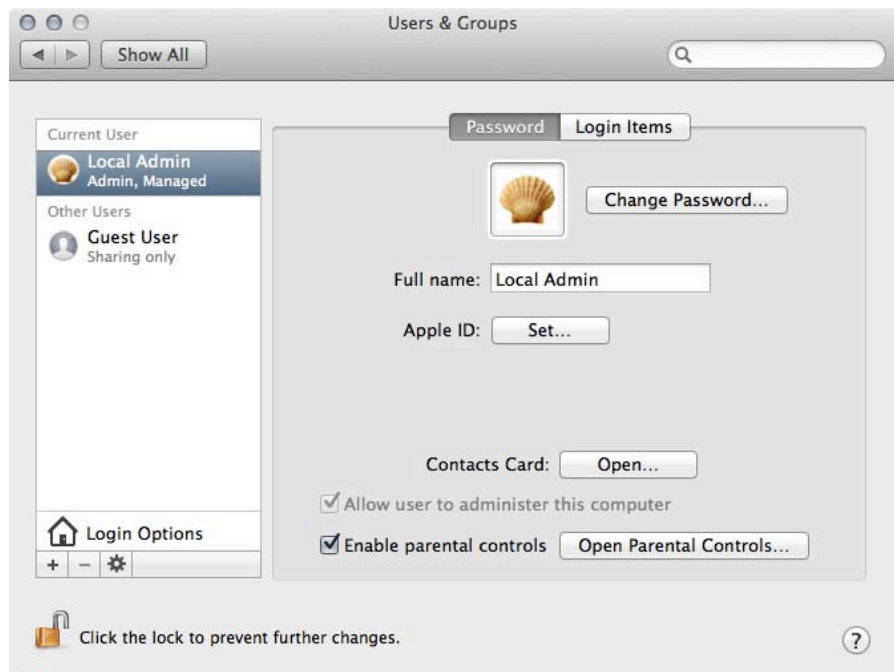 Users & Groups
Show All
Current User
Local Admin
Admin, Managed
Other Users
Guest User
Sharing only
Login Options
+ -
Password Login Items
Change Password...
Full name: Local Admin
Apple ID: Set...
Contacts Card: Open...
Allow user to administer this computer
Enable parental controls Open Parental Controls...
Click the lock to prevent further changes.
?